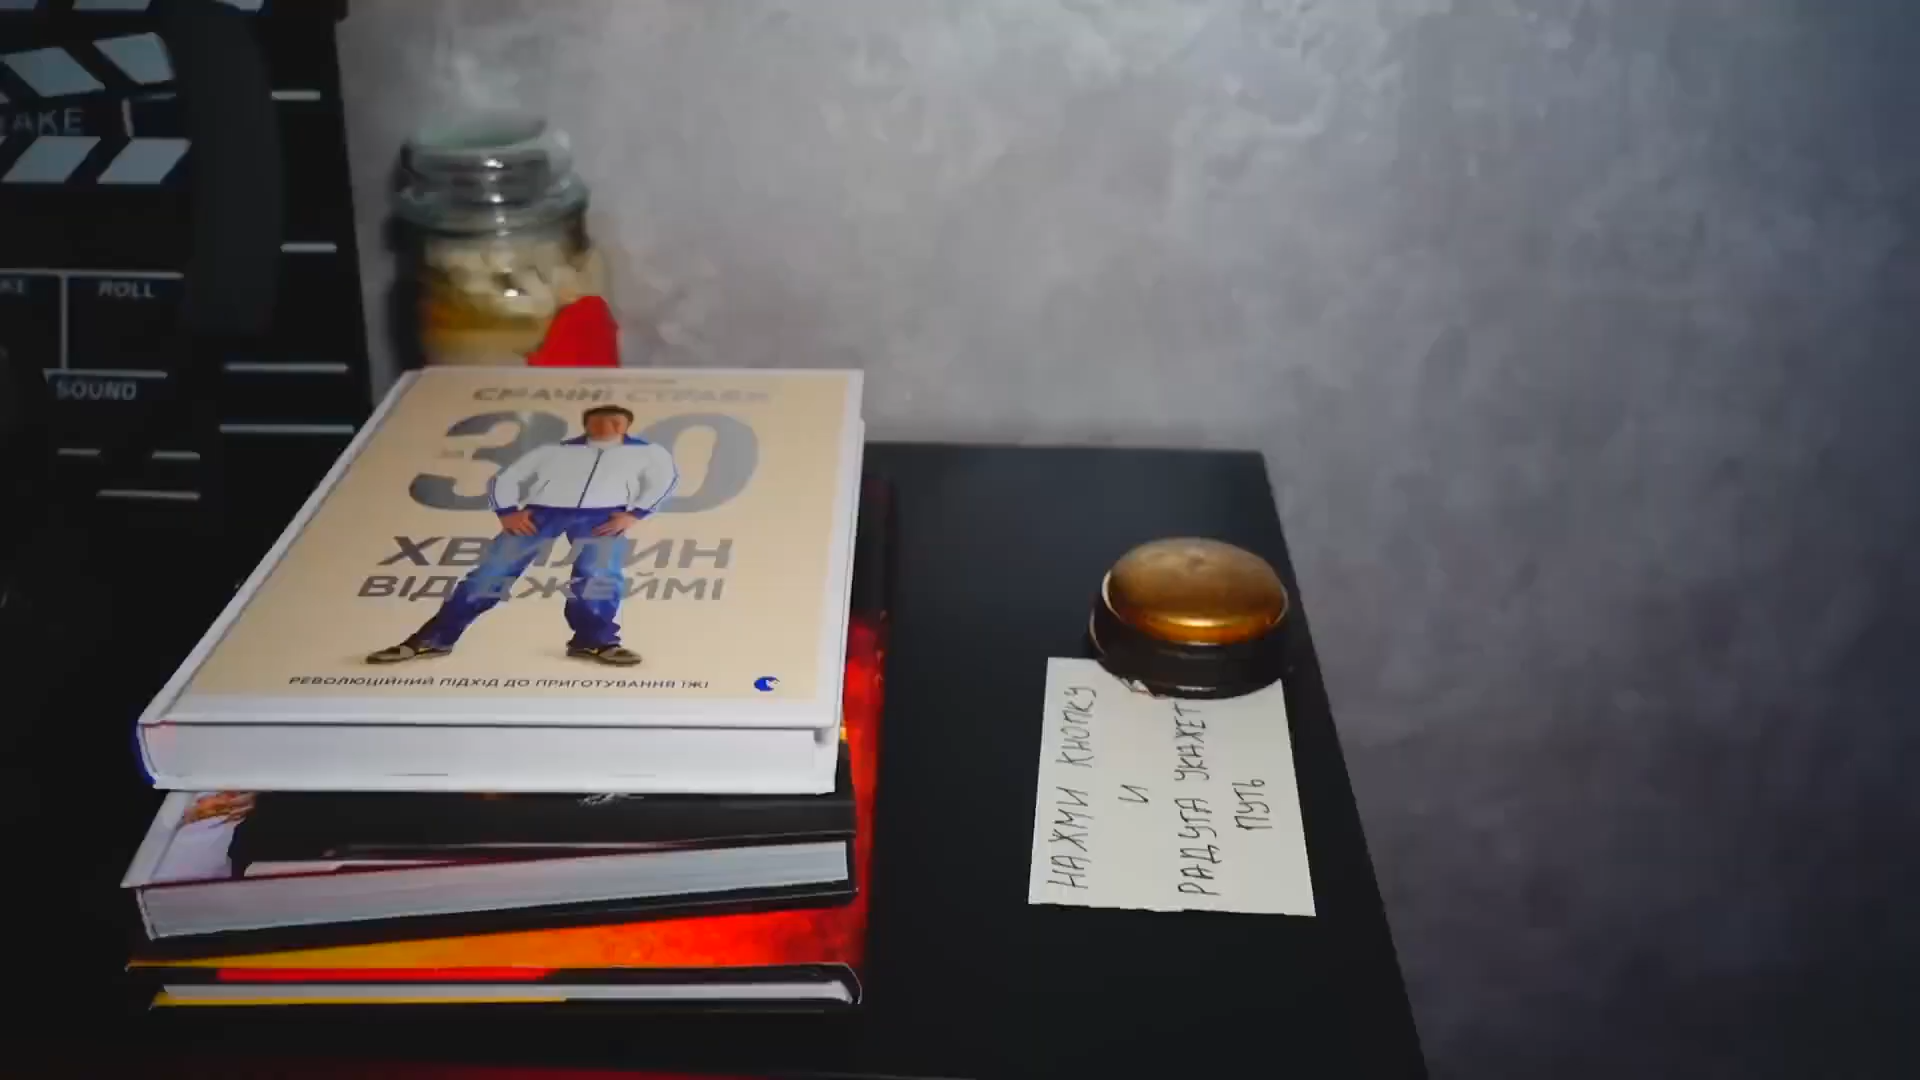 TAKE
ROLL
SOUND
СМАЧНІ СТРАВИ
30
ХВИЛИН
ВІД ДЖЕЙМІ
РЕВОЛЮЦІЙНИЙ ПІДХІД ДО ПРИГОТУВАННЯ ЇЖІ
НАЖМИ КНОПКУ
И
РАДУГА УКАЖЕТ
ПУТЬ